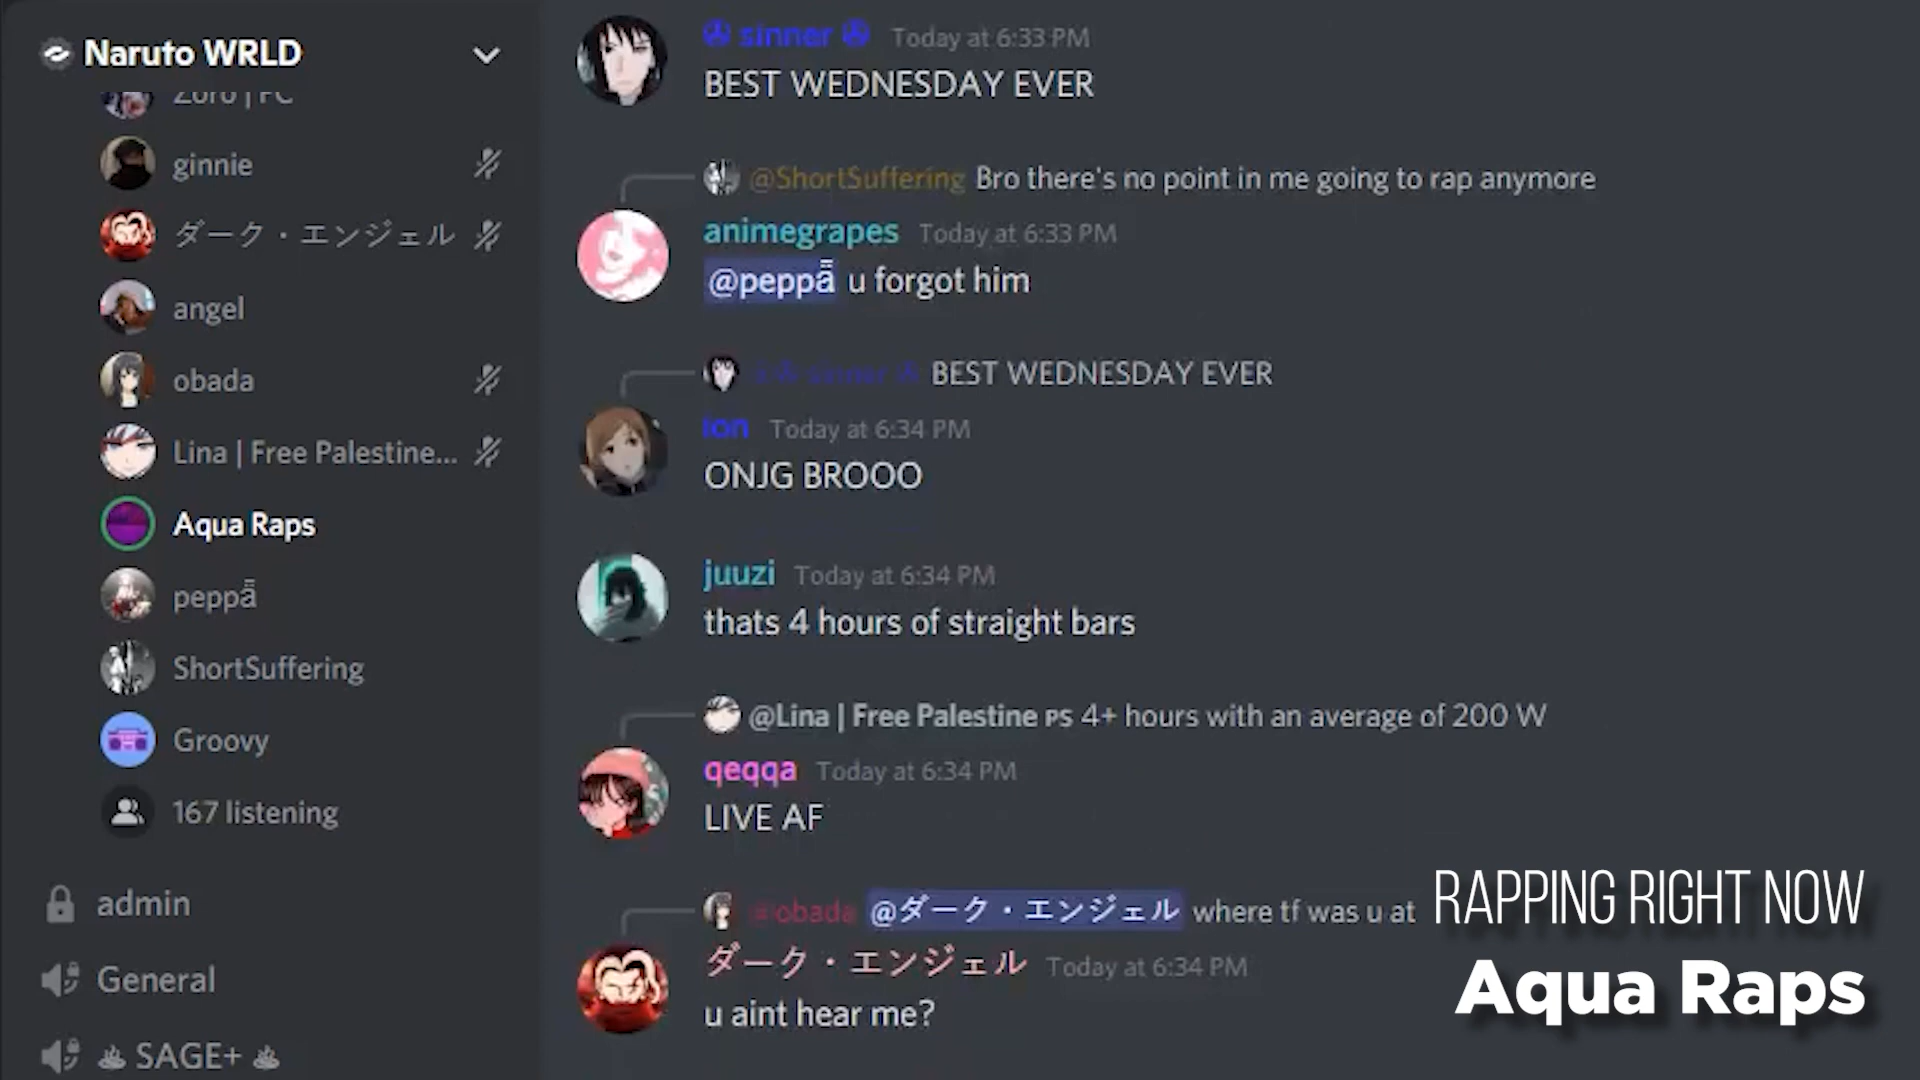 Naruto WRLD
Zoro | FC
ginnie
ダーク・エンジェル
angel
obada
Lina | Free Palestine...
Aqua Raps
peppa̎̈
ShortSuffering
Groovy
167 listening
admin
General
♨ SAGE+ ♨
sinner Today at 6:33 PM
BEST WEDNESDAY EVER
@ShortSuffering Bro there's no point in me going to rap anymore
animegrapes Today at 6:33 PM
@peppa̎̈ u forgot him
sinner BEST WEDNESDAY EVER
ion Today at 6:34 PM
ONJG BROOO
juuzi Today at 6:34 PM
thats 4 hours of straight bars
@Lina | Free Palestine PS 4+ hours with an average of 200 W
qeqqa Today at 6:34 PM
LIVE AF
@obada @ダーク・エンジェル where tf was u at
ダーク・エンジェル Today at 6:34 PM
u aint hear me?
RAPPING RIGHT NOW
Aqua Raps